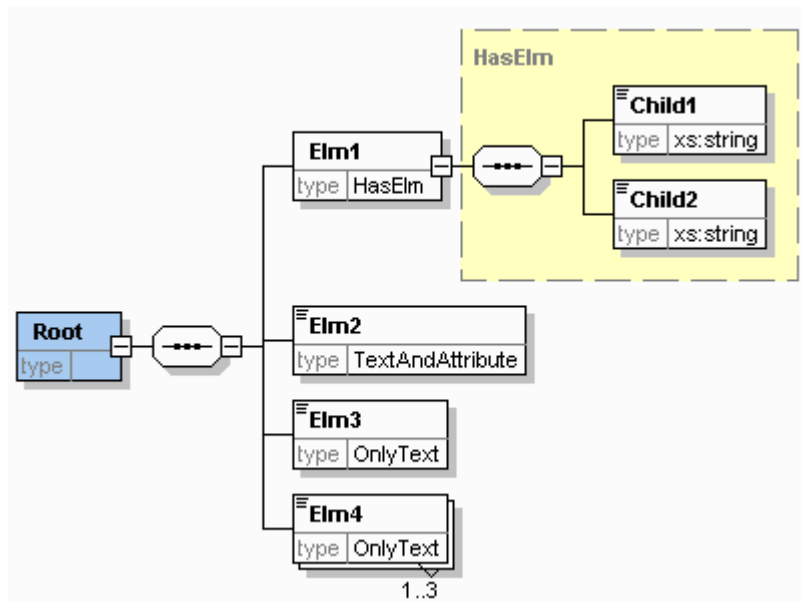 HasElm
Child1
type xs:string
Elm1
type HasElm
Child2
type xs:string
Root
type
Elm2
type TextAndAttribute
Elm3
type OnlyText
Elm4
type OnlyText
1..3